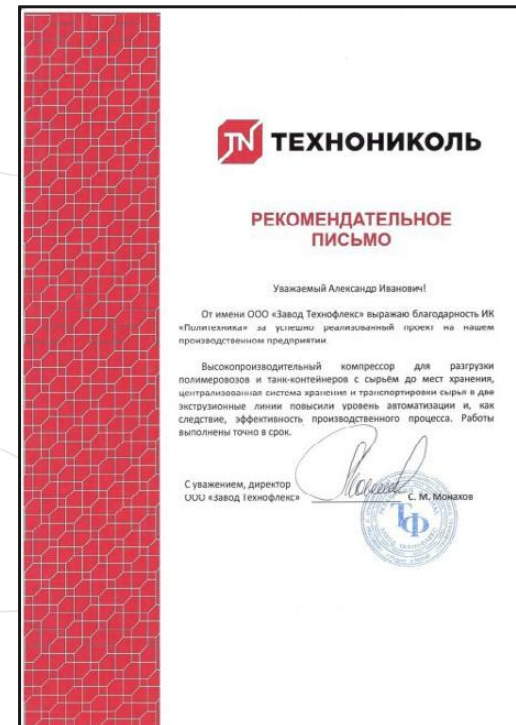 TN ТЕХНОНИКОЛЬ
РЕКОМЕНДАТЕЛЬНОЕ
ПИСЬМО
Уважаемый Александр Иванович!
От имени ООО «Завод Технофлекс» выражаю благодарность ИК
«Политехника» за успешно реализованный проект на нашем
производственном предприятии
Высокопроизводительный компрессор для разгрузки
полимеровозов и танк-контейнеров с сырьём до мест хранения,
централизованная система хранения и транспортировки сырья в две
экструзионные линии повысили уровень автоматизации и, как
следствие, эффективность производственного процесса. Работы
выполнены точно в срок.
С уважением, директор
ООО «Завод Технофлекс» С. М. Монахов
ТФ